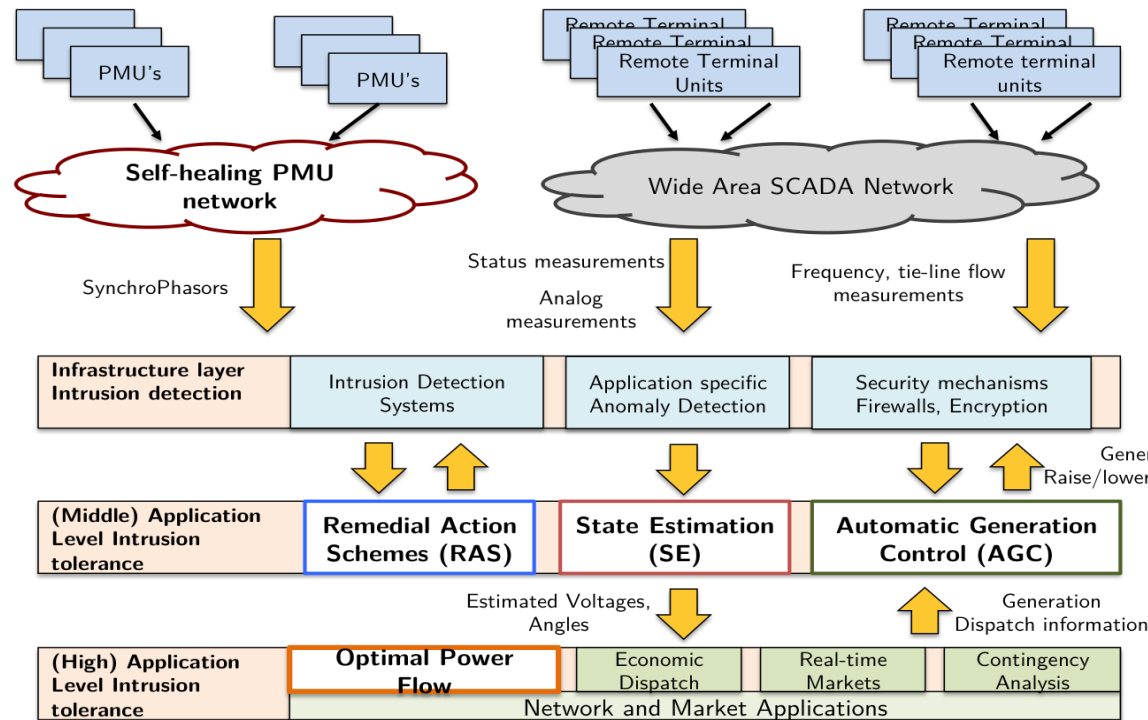 PMU's
PMU's
Remote Terminal
Remote Terminal
Remote Terminal
Units
Remote Terminal
Remote Terminal
Remote terminal
units
Self-healing PMU
network
Wide Area SCADA Network
SynchroPhasors
Status measurements
Analog
measurements
Frequency, tie-line flow
measurements
Infrastructure layer
Intrusion detection
Intrusion Detection
Systems
Application specific
Anomaly Detection
Security mechanisms
Firewalls, Encryption
Gener
Raise/lower
(Middle) Application
Level Intrusion
tolerance
Remedial Action
Schemes (RAS)
State Estimation
(SE)
Automatic Generation
Control (AGC)
Estimated Voltages,
Angles
Generation
Dispatch information
(High) Application
Level Intrusion
tolerance
Optimal Power
Flow
Economic
Dispatch
Real-time
Markets
Contingency
Analysis
Network and Market Applications